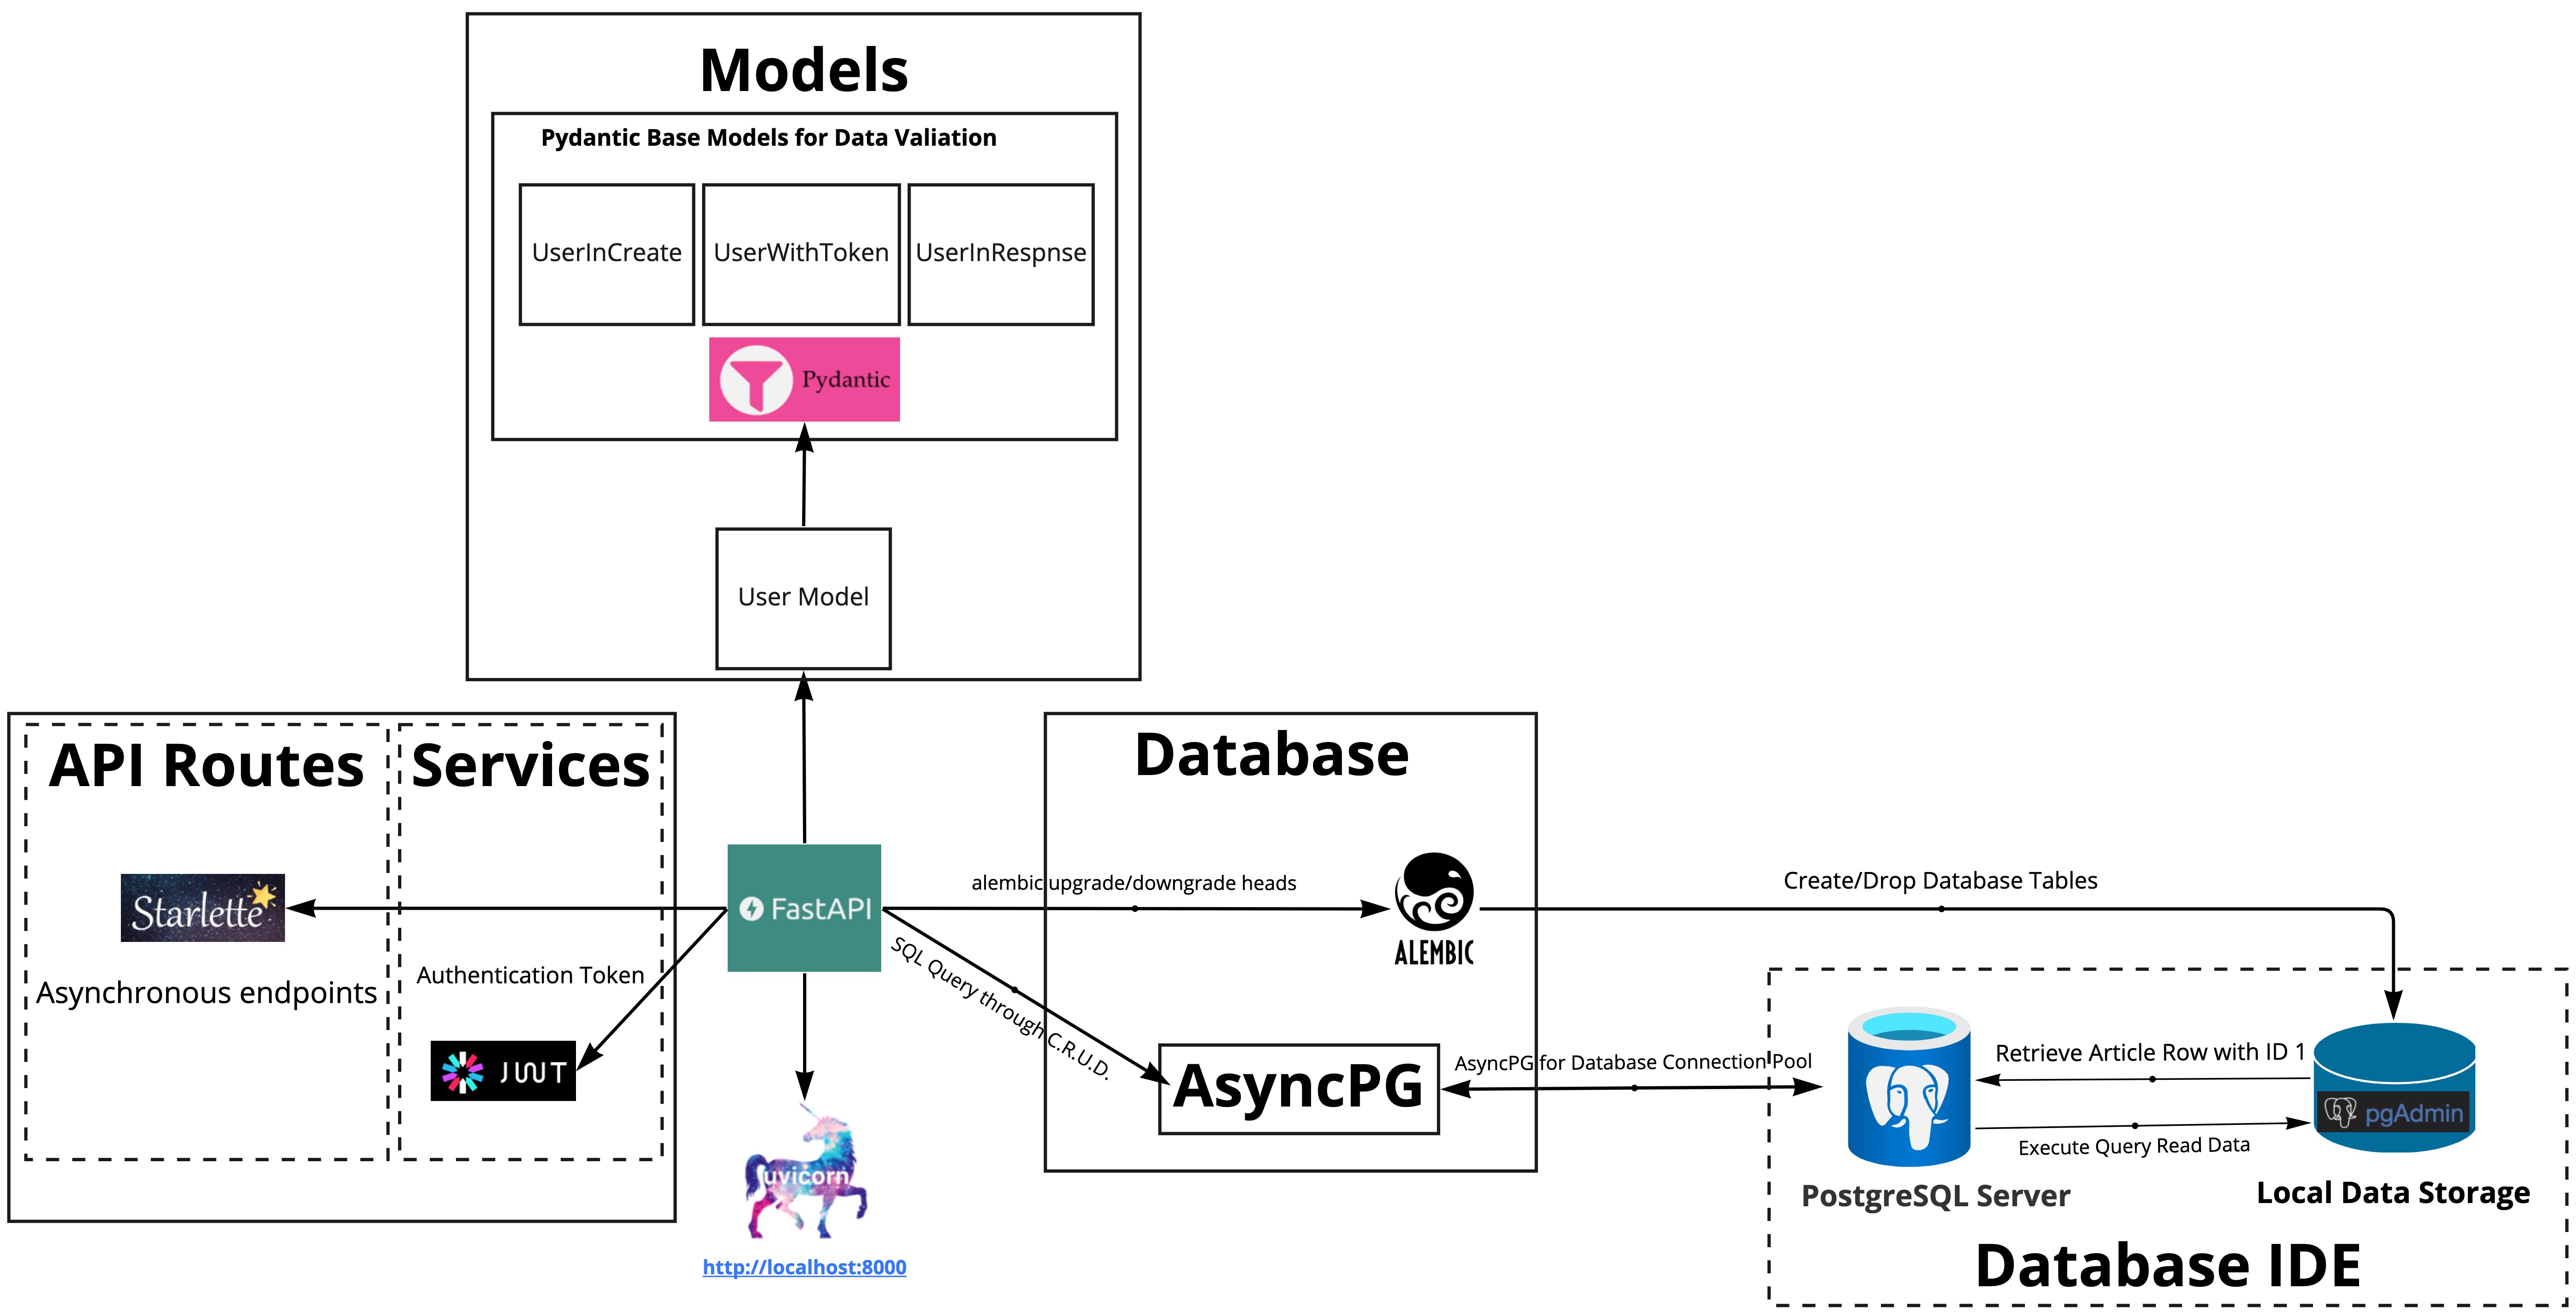 Models
Pydantic Base Models for Data Valiation
UserInCreate
UserWithToken
UserInRespnse
Pydantic
User Model
API Routes
Services
Starlette
Asynchronous endpoints
Authentication Token
JWT
FastAPI
uvicorn
http://localhost:8000
Database
alembic upgrade/downgrade heads
ALEMBIC
SQL Query through C.R.U.D.
AsyncPG
AsyncPG for Database Connection Pool
Create/Drop Database Tables
Retrieve Article Row with ID 1
Execute Query Read Data
pgAdmin
PostgreSQL Server
Local Data Storage
Database IDE